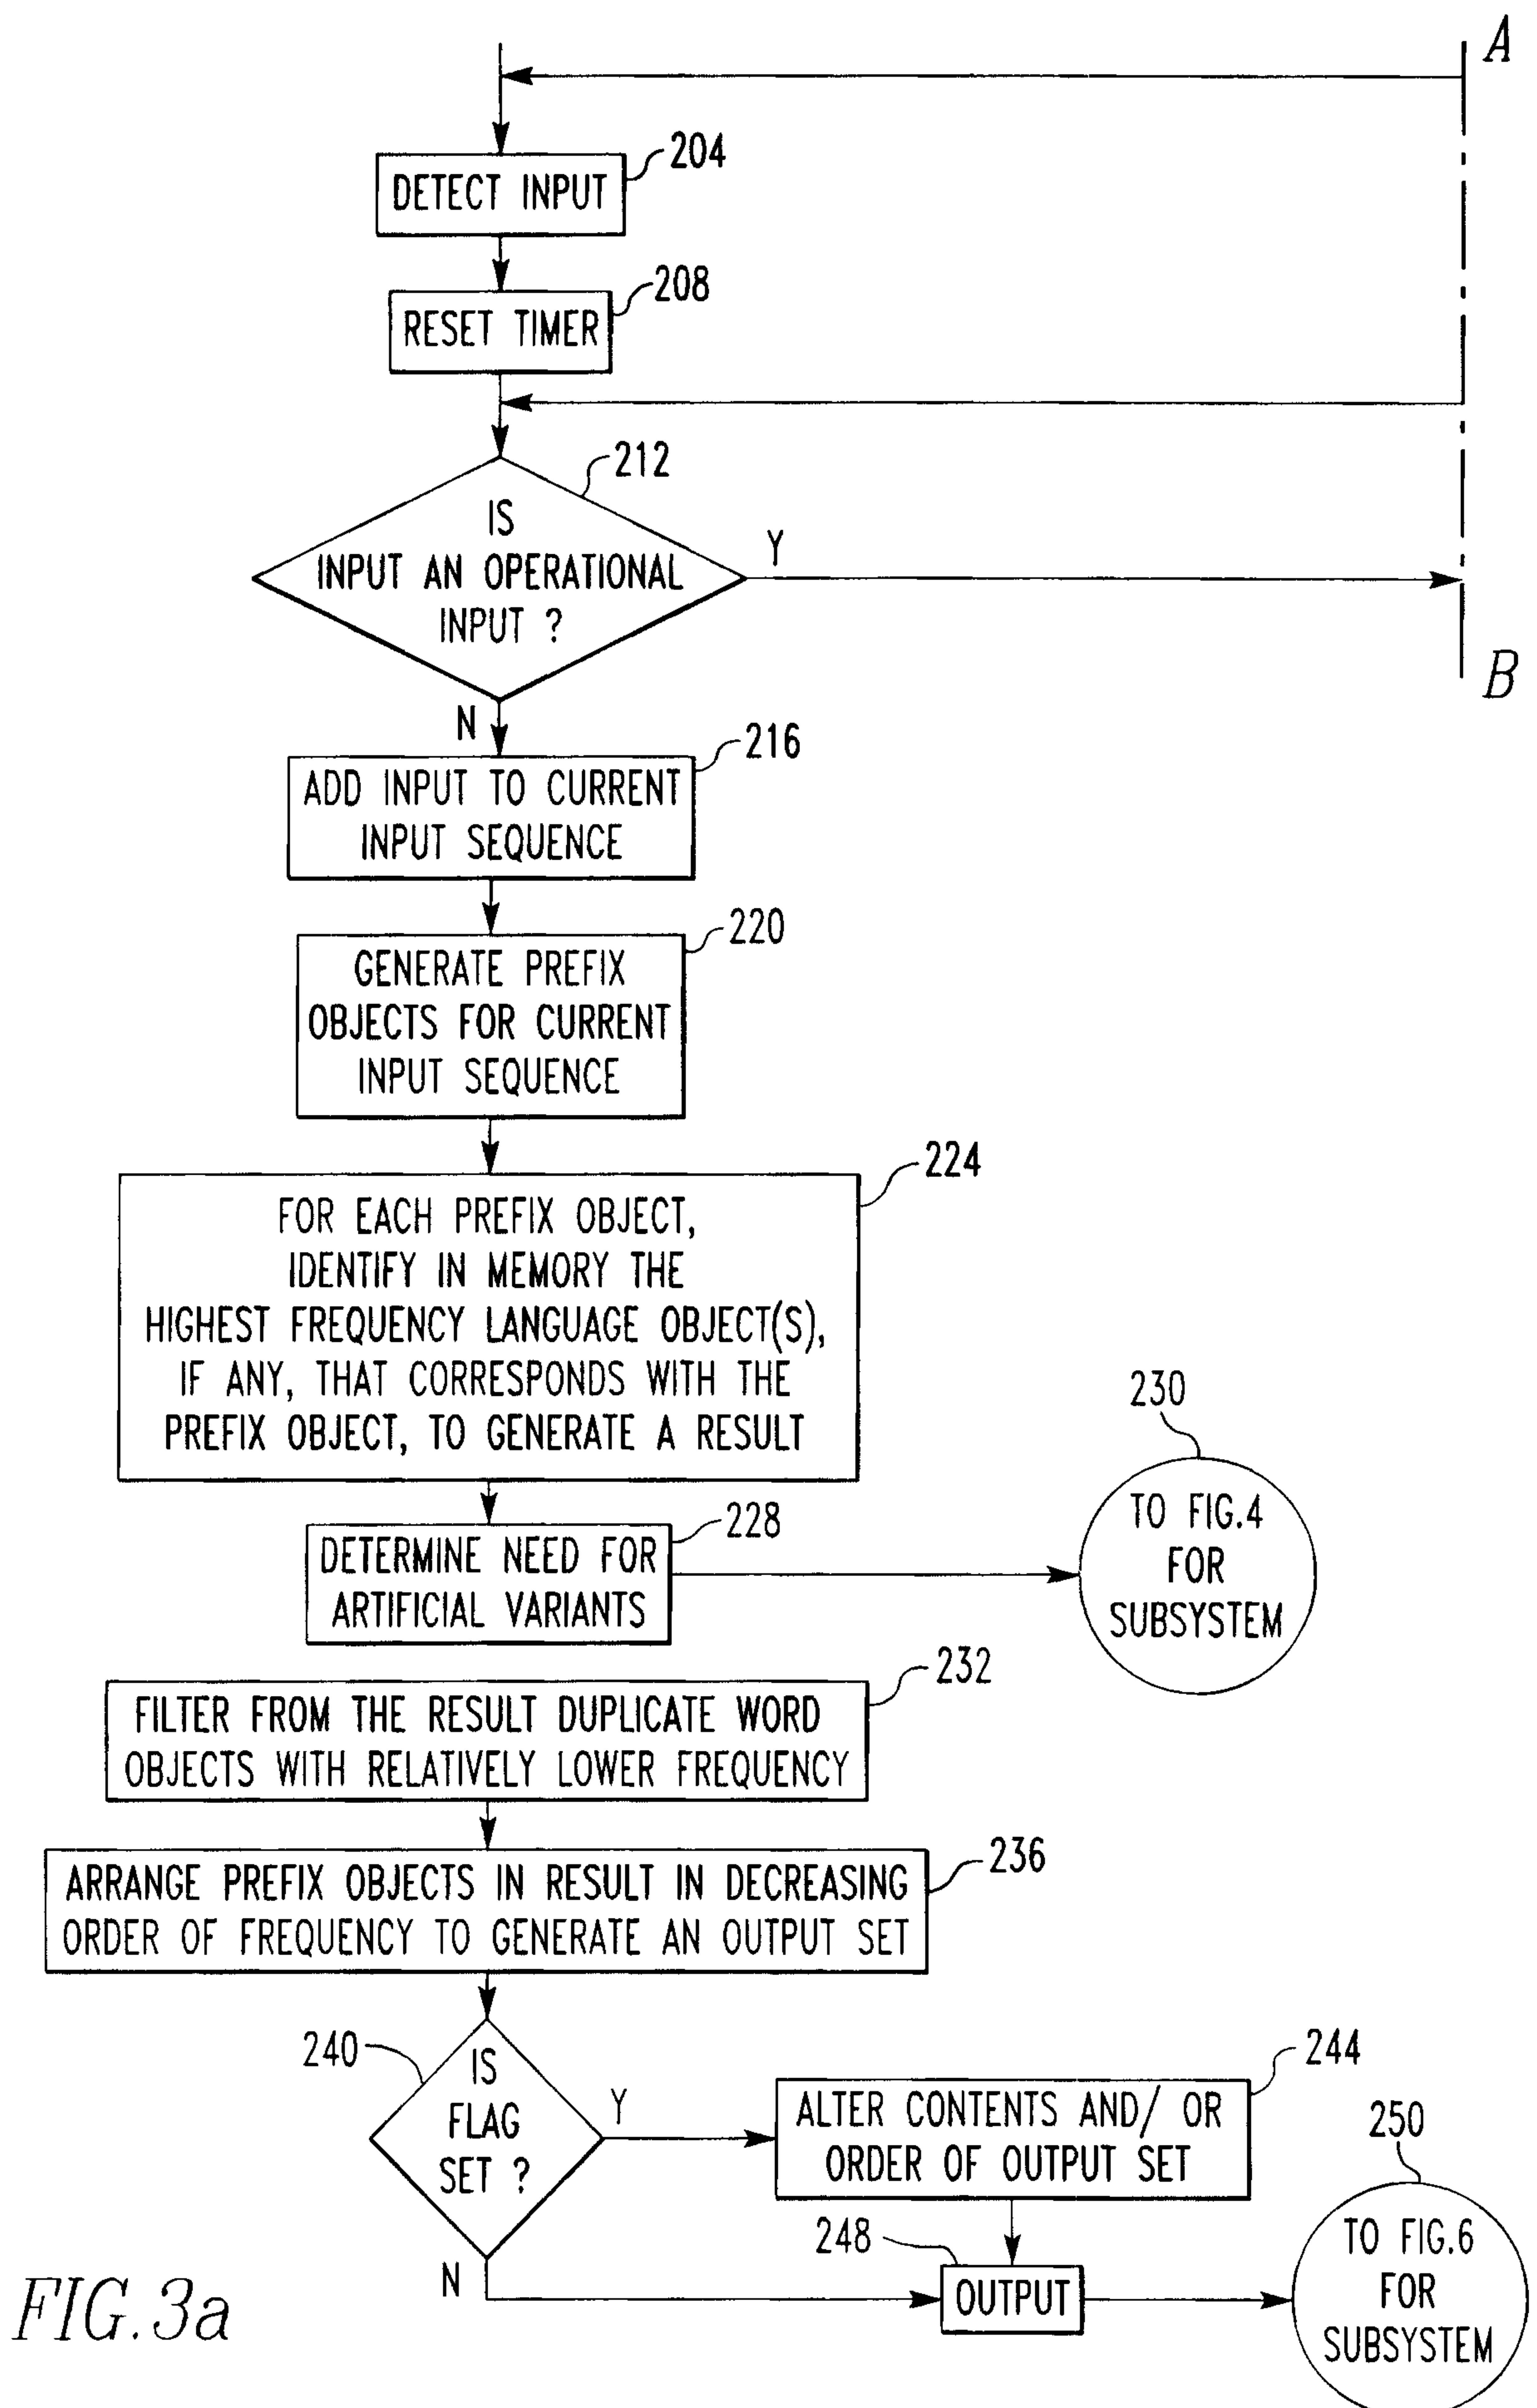 A
204
DETECT INPUT
208
RESET TIMER
212
IS
INPUT AN OPERATIONAL
INPUT ?
Y
B
N
216
ADD INPUT TO CURRENT
INPUT SEQUENCE
220
GENERATE PREFIX
OBJECTS FOR CURRENT
INPUT SEQUENCE
224
FOR EACH PREFIX OBJECT,
IDENTIFY IN MEMORY THE
HIGHEST FREQUENCY LANGUAGE OBJECT(S),
IF ANY, THAT CORRESPONDS WITH THE
PREFIX OBJECT, TO GENERATE A RESULT
228
DETERMINE NEED FOR
ARTIFICIAL VARIANTS
230
TO FIG.4
FOR
SUBSYSTEM
232
FILTER FROM THE RESULT DUPLICATE WORD
OBJECTS WITH RELATIVELY LOWER FREQUENCY
236
ARRANGE PREFIX OBJECTS IN RESULT IN DECREASING
ORDER OF FREQUENCY TO GENERATE AN OUTPUT SET
240
IS
FLAG
SET ?
Y
244
ALTER CONTENTS AND/ OR
ORDER OF OUTPUT SET
N
248
OUTPUT
250
TO FIG.6
FOR
SUBSYSTEM
FIG.3a